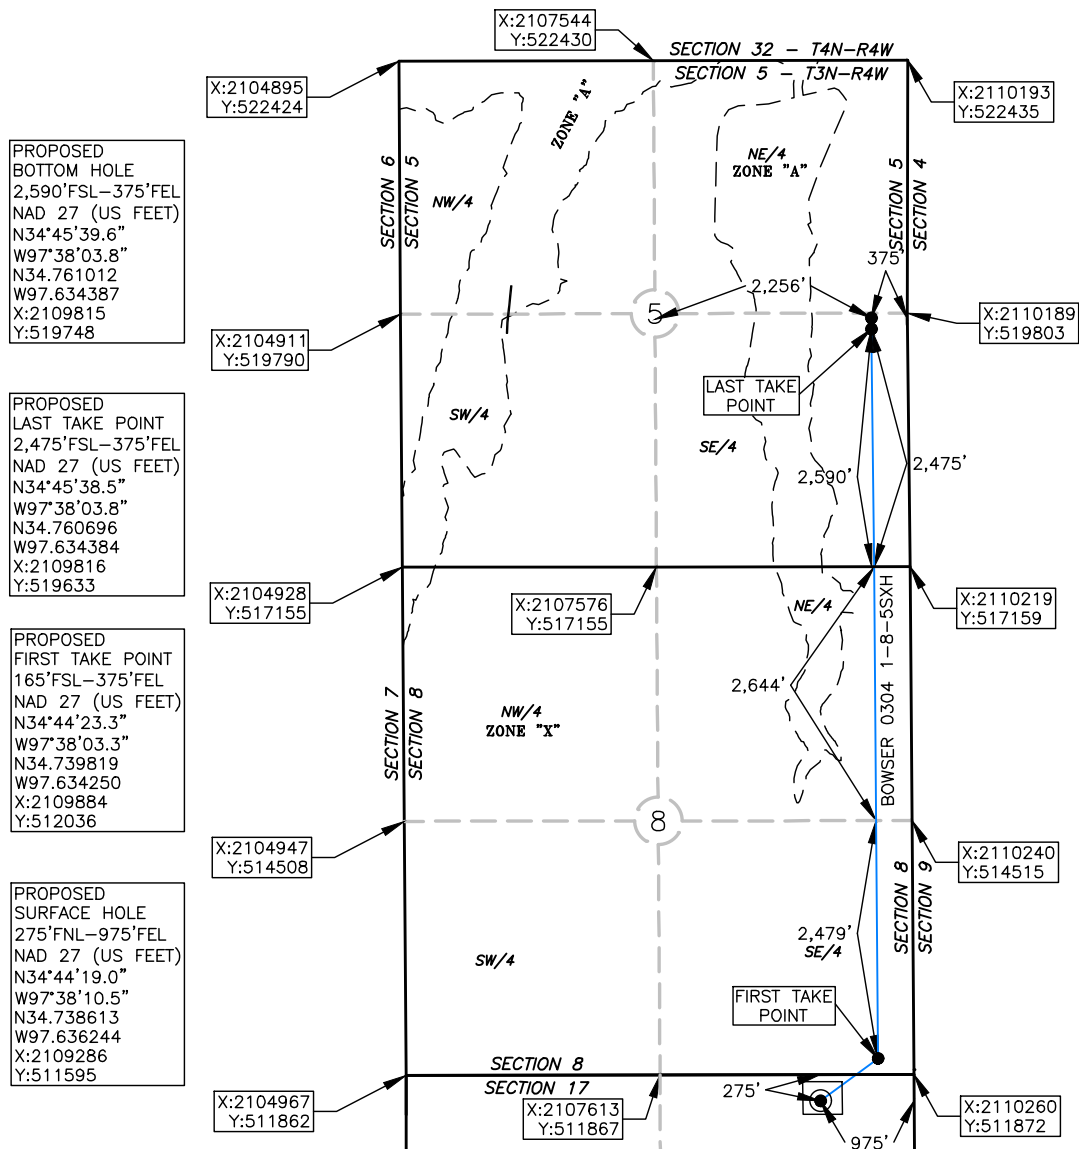 X:2107544
Y:522430
SECTION 32 - T4N-R4W
SECTION 5 - T3N-R4W
X:2104895
Y:522424
X:2110193
Y:522435
ZONE "A"
NE/4
ZONE "A"
SECTION 6
SECTION 5
SECTION 5
SECTION 4
NW/4
PROPOSED
BOTTOM HOLE
2,590'FSL-375'FEL
NAD 27 (US FEET)
N34°45'39.6"
W97°38'03.8"
N34.761012
W97.634387
X:2109815
Y:519748
375'
2,256'
5
X:2104911
Y:519790
X:2110189
Y:519803
LAST TAKE
POINT
PROPOSED
LAST TAKE POINT
2,475'FSL-375'FEL
NAD 27 (US FEET)
N34°45'38.5"
W97°38'03.8"
N34.760696
W97.634384
X:2109816
Y:519633
SW/4
SE/4
2,590'
2,475'
X:2104928
Y:517155
X:2107576
Y:517155
X:2110219
Y:517159
NE/4
BOWSER 0304 1-8-5SXH
PROPOSED
FIRST TAKE POINT
165'FSL-375'FEL
NAD 27 (US FEET)
N34°44'23.3"
W97°38'03.3"
N34.739819
W97.634250
X:2109884
Y:512036
SECTION 7
SECTION 8
2,644'
NW/4
ZONE "X"
8
X:2104947
Y:514508
X:2110240
Y:514515
PROPOSED
SURFACE HOLE
275'FNL-975'FEL
NAD 27 (US FEET)
N34°44'19.0"
W97°38'10.5"
N34.738613
W97.636244
X:2109286
Y:511595
SECTION 8
SECTION 9
2,479'
SE/4
SW/4
FIRST TAKE
POINT
SECTION 8
SECTION 17
275'
X:2104967
Y:511862
X:2107613
Y:511867
X:2110260
Y:511872
975'